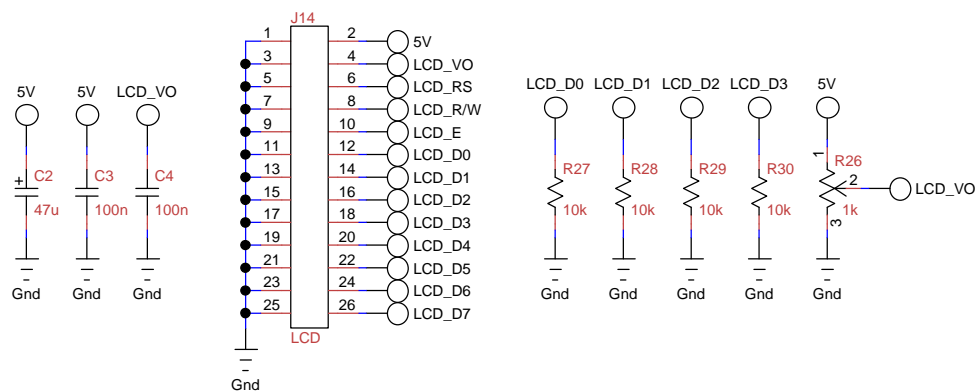 J14
1 2 5V
3 4 LCD_VO
5 6 LCD_RS
7 8 LCD_R/W
9 10 LCD_E
11 12 LCD_D0
13 14 LCD_D1
15 16 LCD_D2
17 18 LCD_D3
19 20 LCD_D4
21 22 LCD_D5
23 24 LCD_D6
25 26 LCD_D7
LCD
Gnd
5V 5V LCD_VO
+ C2 C3 C4
47u 100n 100n
Gnd Gnd Gnd
LCD_D0 LCD_D1 LCD_D2 LCD_D3 5V
R27 R28 R29 R30 R26
10k 10k 10k 10k 1k
1
2
3
LCD_VO
Gnd Gnd Gnd Gnd Gnd